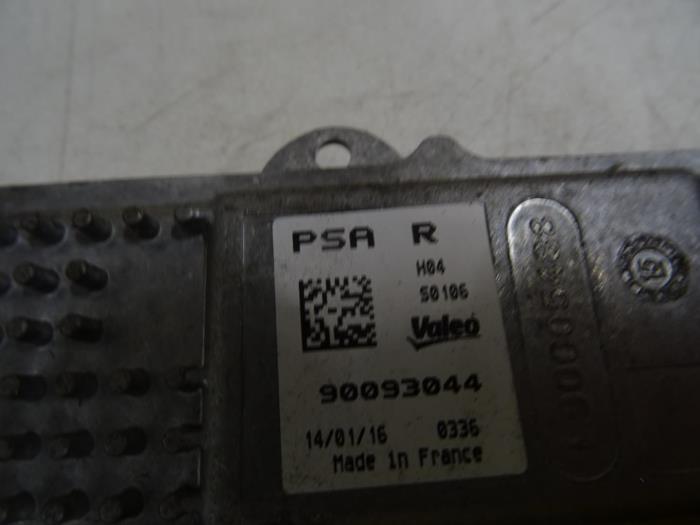 PSA R
H04
S0106
Valeo
90093044
14/01/16 0336
Made in France